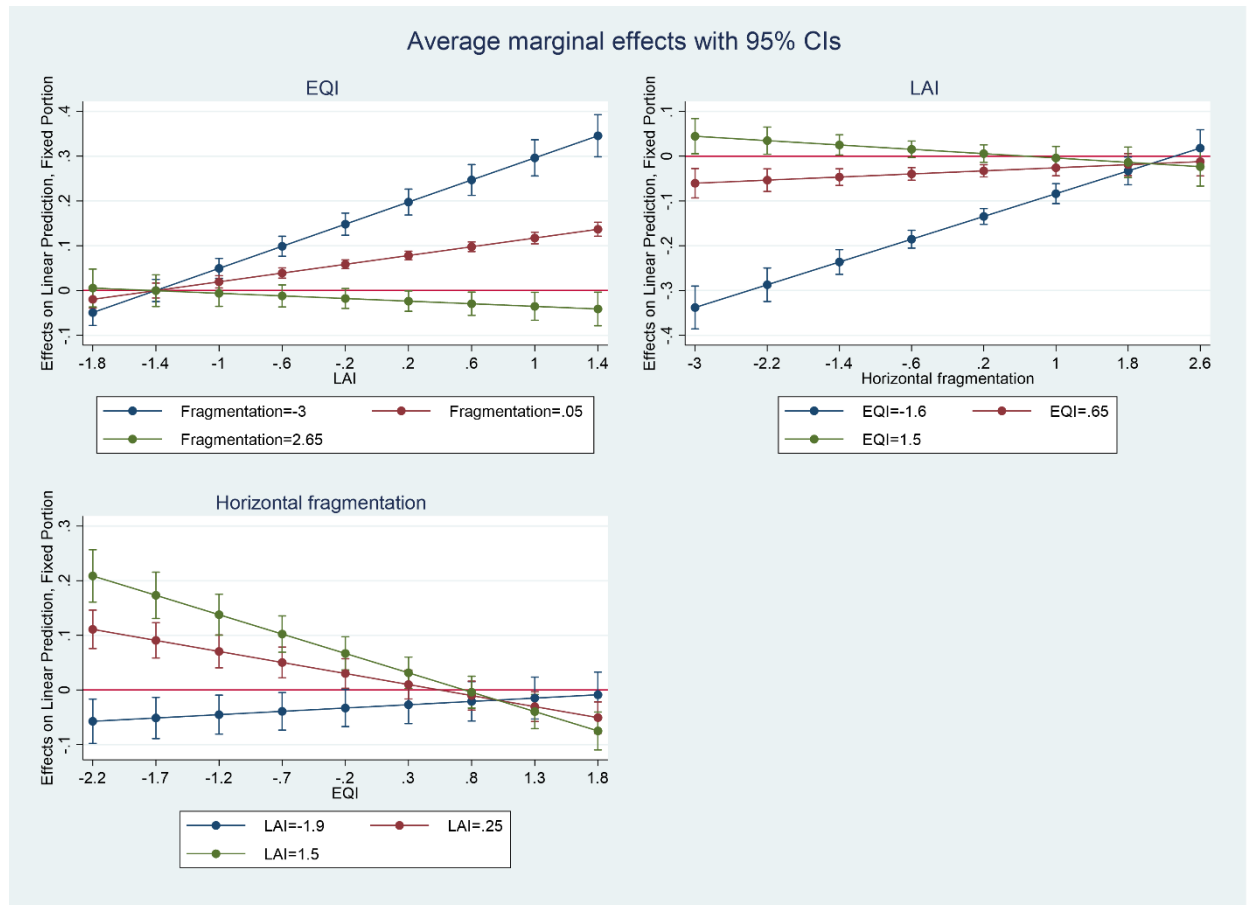 Average marginal effects with 95% CIs
EQI
Effects on Linear Prediction, Fixed Portion
.4
.3
.2
.1
0
-.1
-1.8 -1.4 -1 -.6 -.2 .2 .6 1 1.4
LAI
Fragmentation=-3 Fragmentation=.05
Fragmentation=2.65
LAI
Effects on Linear Prediction, Fixed Portion
.1
0
-.1
-.2
-.3
-.4
-3 -2.2 -1.4 -.6 .2 1 1.8 2.6
Horizontal fragmentation
EQI=-1.6 EQI=.65
EQI=1.5
Horizontal fragmentation
Effects on Linear Prediction, Fixed Portion
.3
.2
.1
0
-.1
-2.2 -1.7 -1.2 -.7 -.2 .3 .8 1.3 1.8
EQI
LAI=-1.9 LAI=.25
LAI=1.5